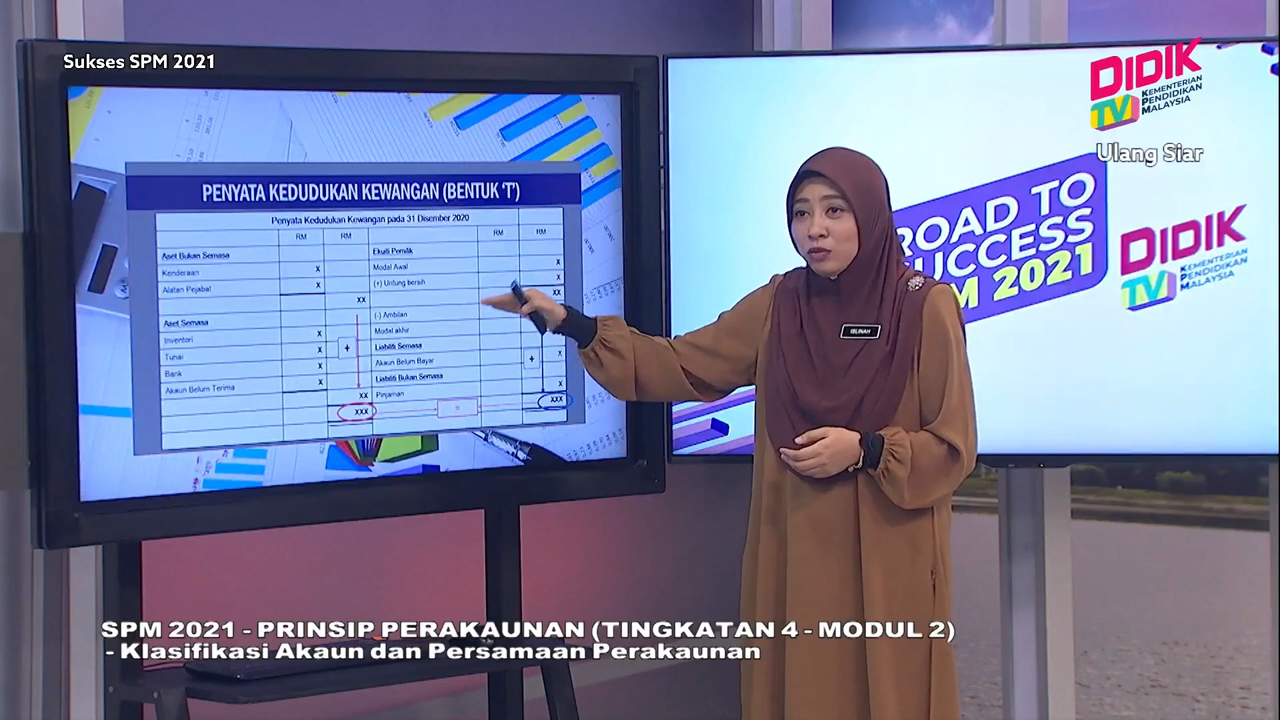 Sukses SPM 2021
DIDIK
TV
KEMENTERIAN
PENDIDIKAN
MALAYSIA
Ulang Siar
PENYATA KEDUDUKAN KEWANGAN (BENTUK 'T')
Penyata Kedudukan Kewangan pada 31 Disember 2020
RM RM RM RM
Aset Bukan Semasa Ekuiti Pemilik
Kenderaan X Modal Awal X
Alatan Pejabat X (+) Untung bersih X
XX XX
(-) Ambilan
Aset Semasa Modal akhir
Inventori X Liabiliti Semasa
Tunai X + Akaun Belum Bayar + X
Bank X Liabiliti Bukan Semasa
Akaun Belum Terima X X
XX Pinjaman
XXX = XXX
ROAD TO
SUCCESS
M 2021
DIDIK
TV
KEMENTERIAN
PENDIDIKAN
MALAYSIA
SPM 2021 - PRINSIP PERAKAUNAN (TINGKATAN 4 - MODUL 2)
- Klasifikasi Akaun dan Persamaan Perakaunan